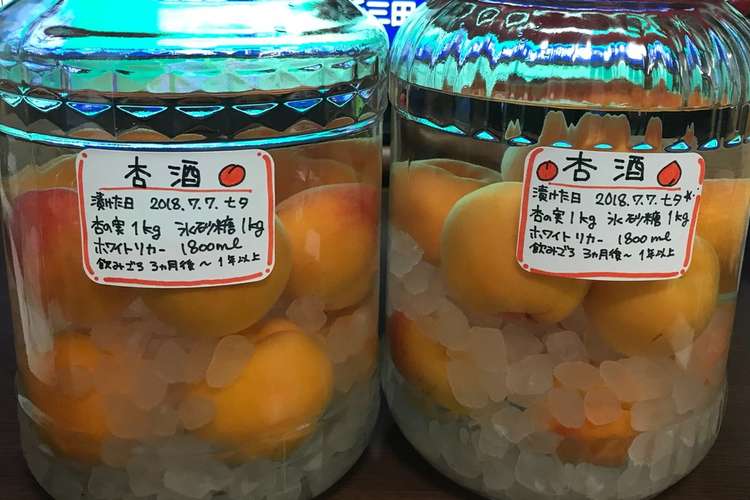 三田
杏酒
漬けた日 2018.7.7.七夕
杏の実1kg 氷砂糖1kg
ホワイトリカー 1800ml
飲みごろ 3ヵ月後～1年以上
杏酒
漬けた日 2018.7.7.七夕*
杏の実1kg 氷砂糖1kg
ホワイトリカー 1800ml
飲みごろ 3ヵ月後～1年以上